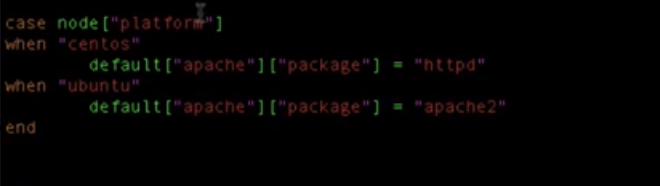 case node["platform"]
when "centos"
        default["apache"]["package"] = "httpd"
when "ubuntu"
        default["apache"]["package"] = "apache2"
end